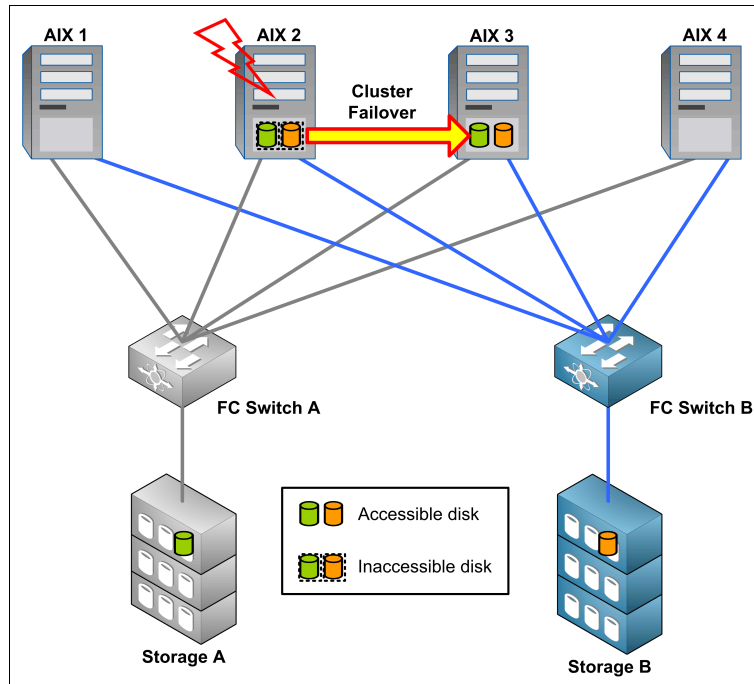 AIX 1
AIX 2
AIX 3
AIX 4
Cluster
Failover
FC Switch A
FC Switch B
Accessible disk
Inaccessible disk
Storage A
Storage B